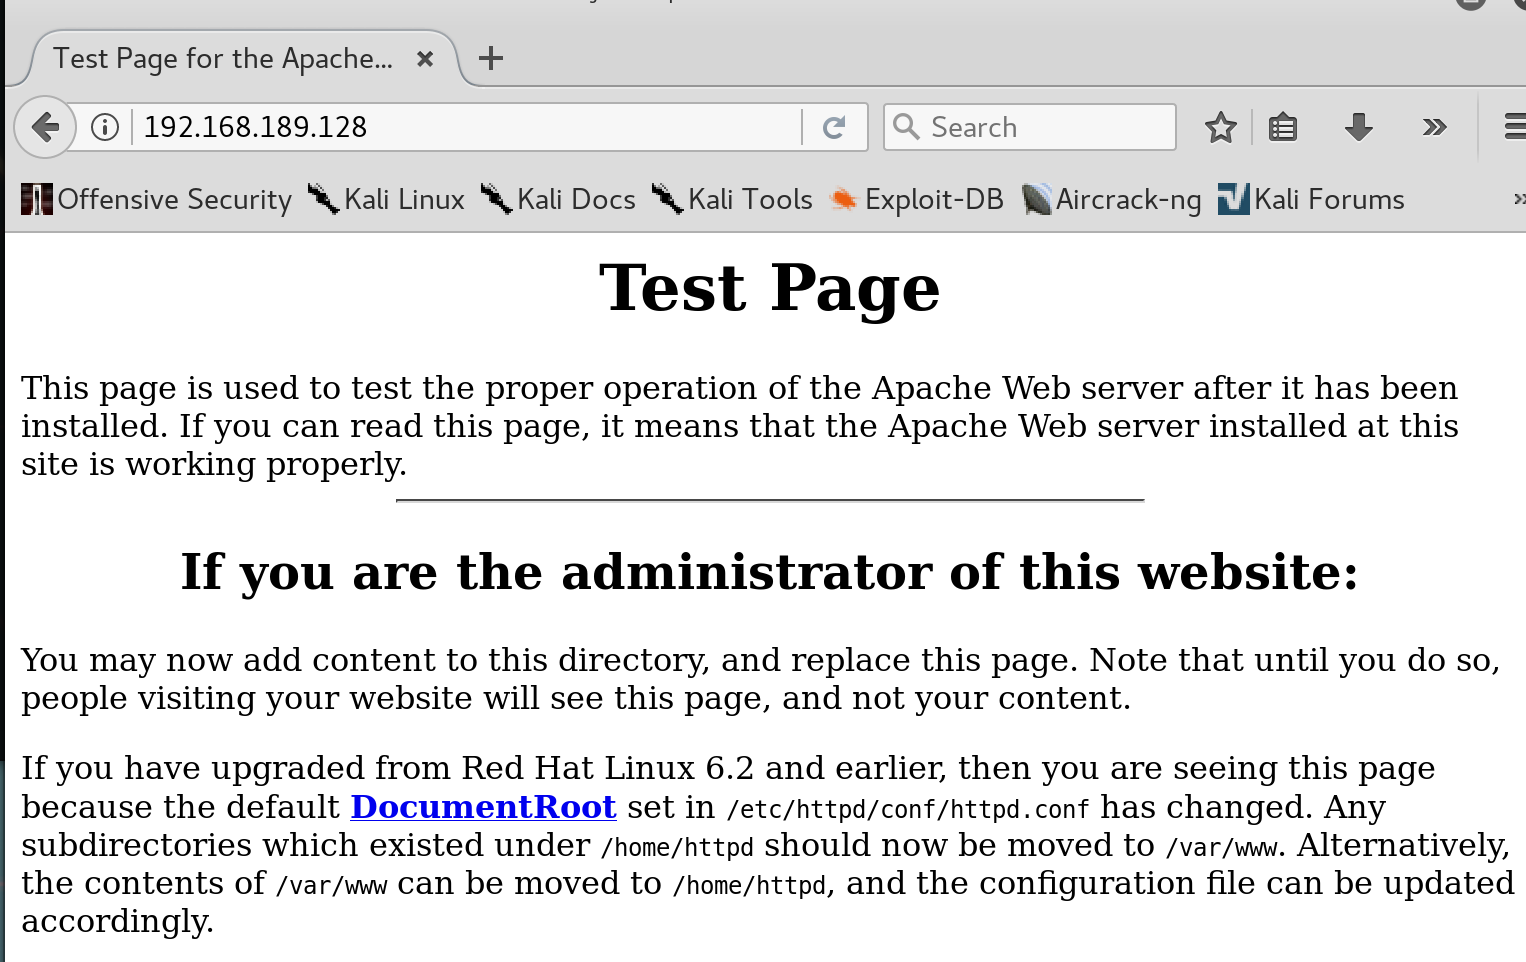 Test Page for the Apache...
192.168.189.128
Search
Offensive Security Kali Linux Kali Docs Kali Tools Exploit-DB Aircrack-ng Kali Forums
Test Page
This page is used to test the proper operation of the Apache Web server after it has been
installed. If you can read this page, it means that the Apache Web server installed at this
site is working properly.
If you are the administrator of this website:
You may now add content to this directory, and replace this page. Note that until you do so,
people visiting your website will see this page, and not your content.
If you have upgraded from Red Hat Linux 6.2 and earlier, then you are seeing this page
because the default DocumentRoot set in /etc/httpd/conf/httpd.conf has changed. Any
subdirectories which existed under /home/httpd should now be moved to /var/www. Alternatively,
the contents of /var/www can be moved to /home/httpd, and the configuration file can be updated
accordingly.